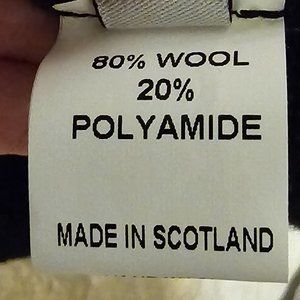 80% WOOL
20%
POLYAMIDE
MADE IN SCOTLAND